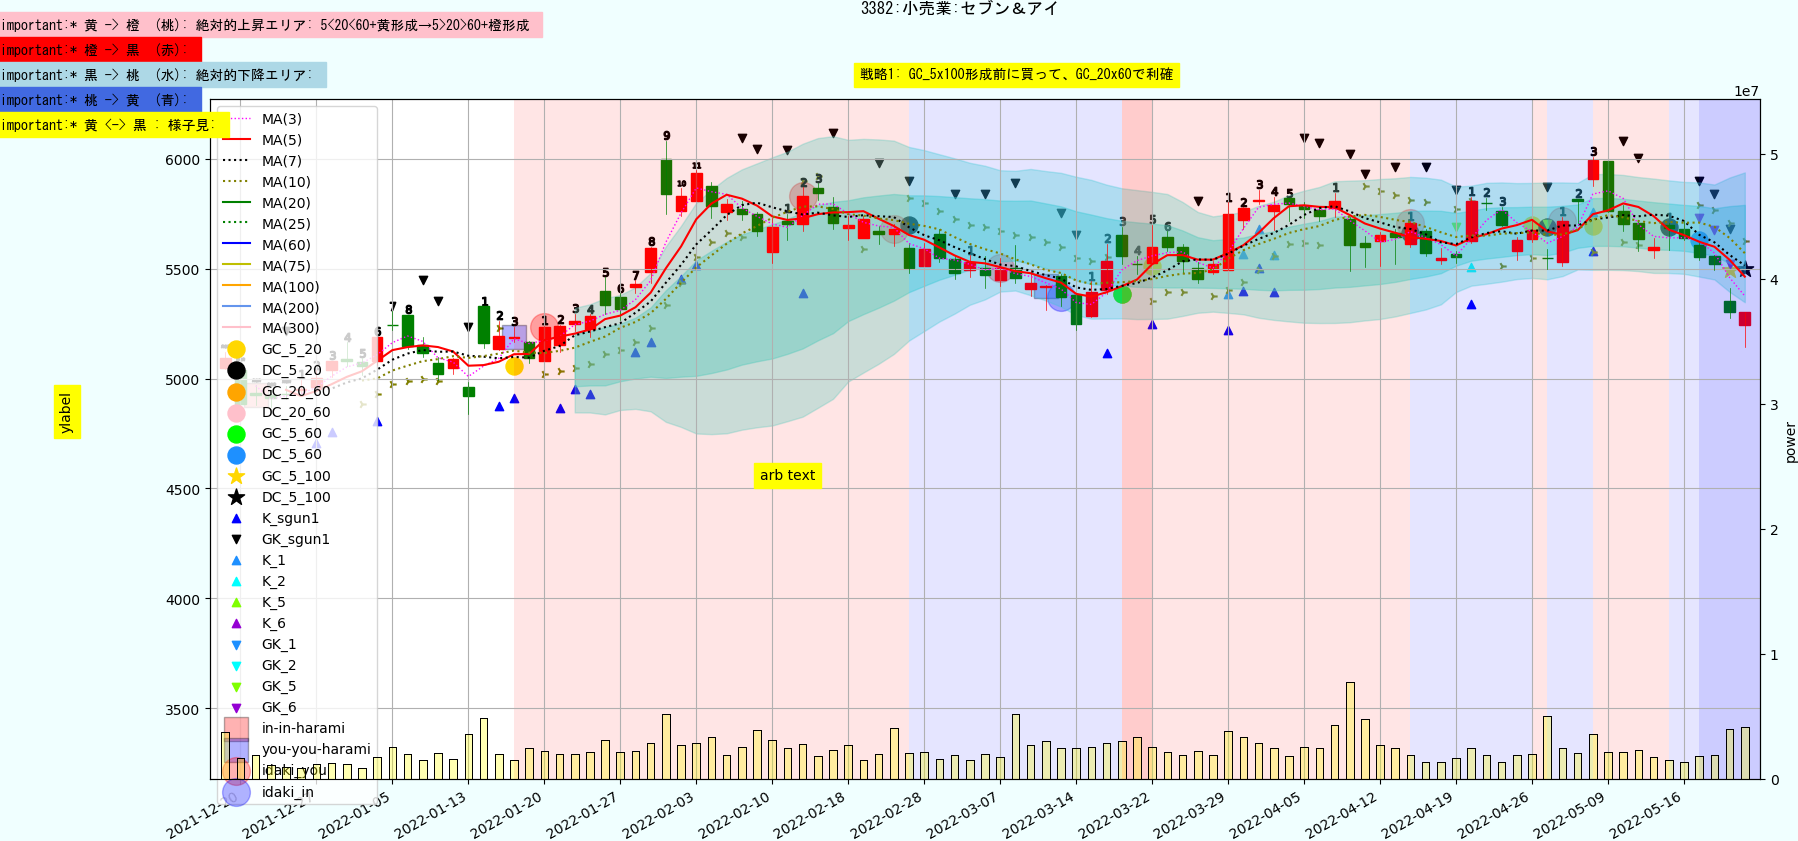 3382:小売業:セブン＆アイ
important:* 黄 -> 橙 （桃）: 絶対的上昇エリア: 5<20<60+黄形成→5>20>60+橙形成
important:* 橙 -> 黒 （赤）:
important:* 黒 -> 桃 （水）: 絶対的下降エリア:
important:* 桃 -> 黄 （青）:
important:* 黄 <-> 黒 : 様子見:
戦略1: GC_5x100形成前に買って、GC_20x60で利確
1e7
MA(3)
MA(5)
MA(7)
MA(10)
MA(20)
MA(25)
MA(60)
MA(75)
MA(100)
MA(200)
MA(300)
GC_5_20
DC_5_20
GC_20_60
DC_20_60
GC_5_60
DC_5_60
GC_5_100
DC_5_100
K_sgun1
GK_sgun1
K_1
K_2
K_5
K_6
GK_1
GK_2
GK_5
GK_6
in-in-harami
you-you-harami
idaki_you
idaki_in
6000
5500
5000
4500
4000
3500
ylabel
arb text
5
4
3
2
1
0
power
2022-01-05
2022-01-13
2022-01-20
2022-01-27
2022-02-03
2022-02-10
2022-02-18
2022-02-28
2022-03-07
2022-03-14
2022-03-22
2022-03-29
2022-04-05
2022-04-12
2022-04-19
2022-04-26
2022-05-09
2022-05-16